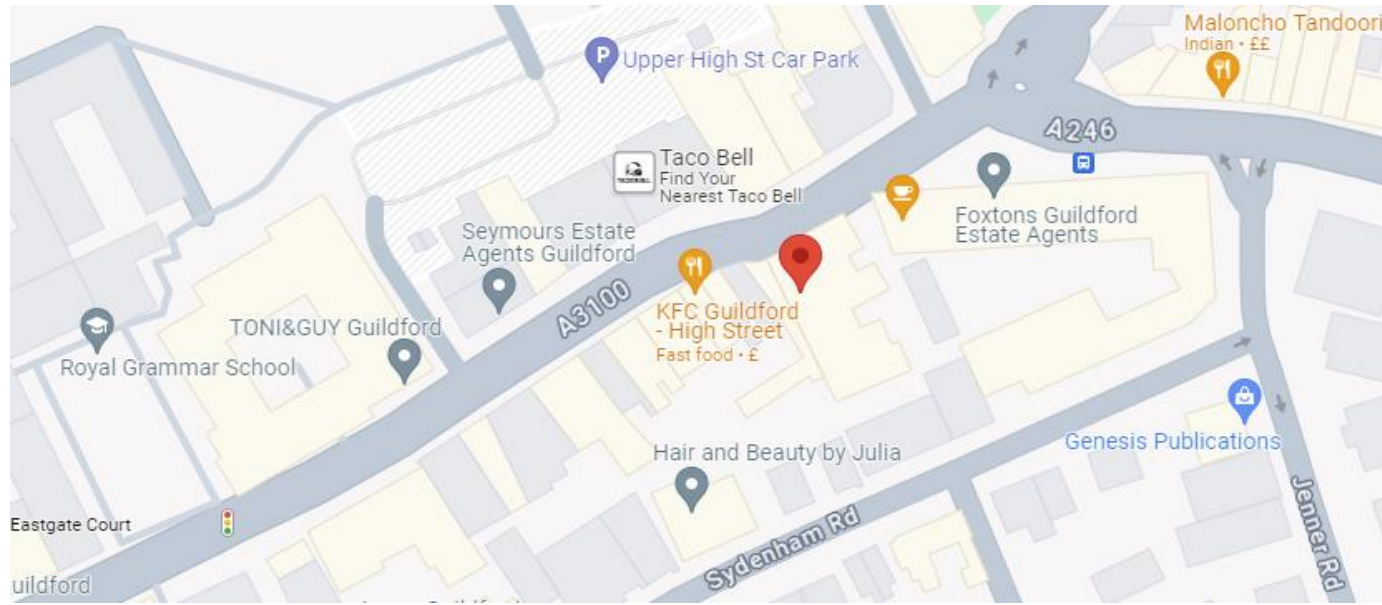 Maloncho Tandoori
Indian • ££
P
Upper High St Car Park
A246
Taco Bell
Find Your
Nearest Taco Bell
Foxtons Guildford
Estate Agents
Seymours Estate
Agents Guildford
A3100
KFC Guildford
- High Street
Fast food • £
TONI&GUY Guildford
Royal Grammar School
Genesis Publications
Hair and Beauty by Julia
Jenner Rd
Eastgate Court
Sydenham Rd
uildford